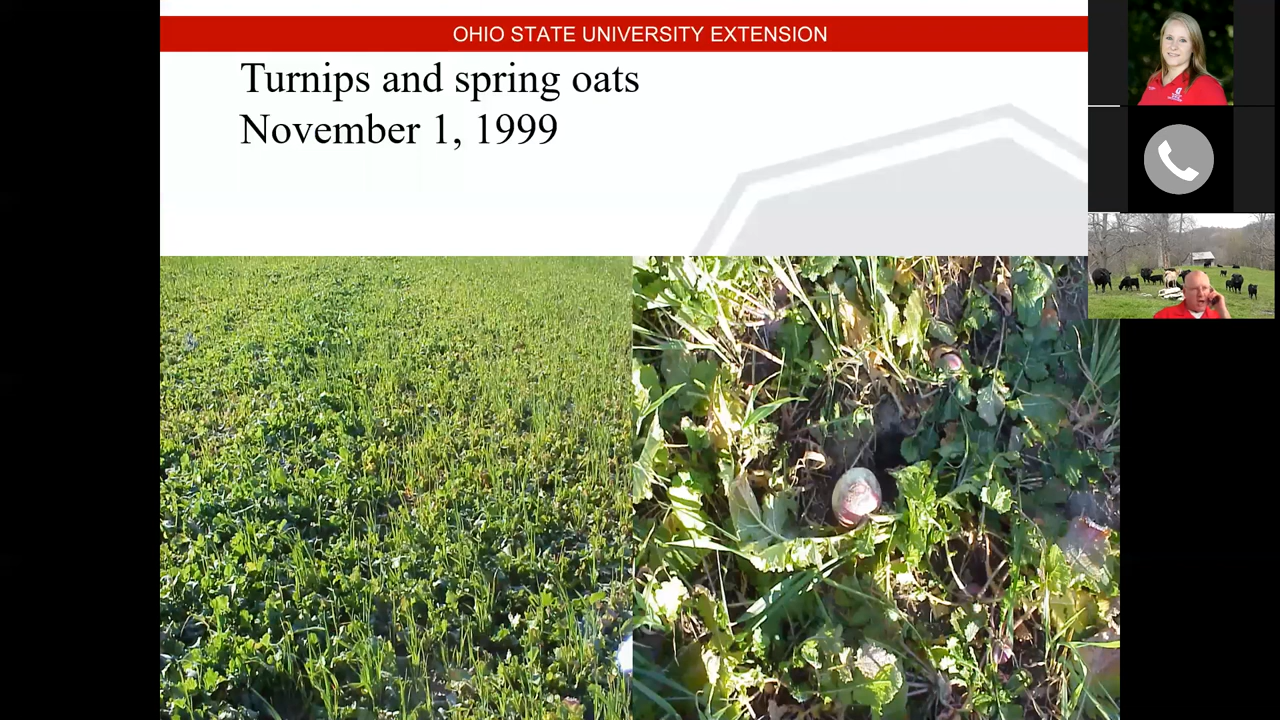 OHIO STATE UNIVERSITY EXTENSION
Turnips and spring oats
November 1, 1999